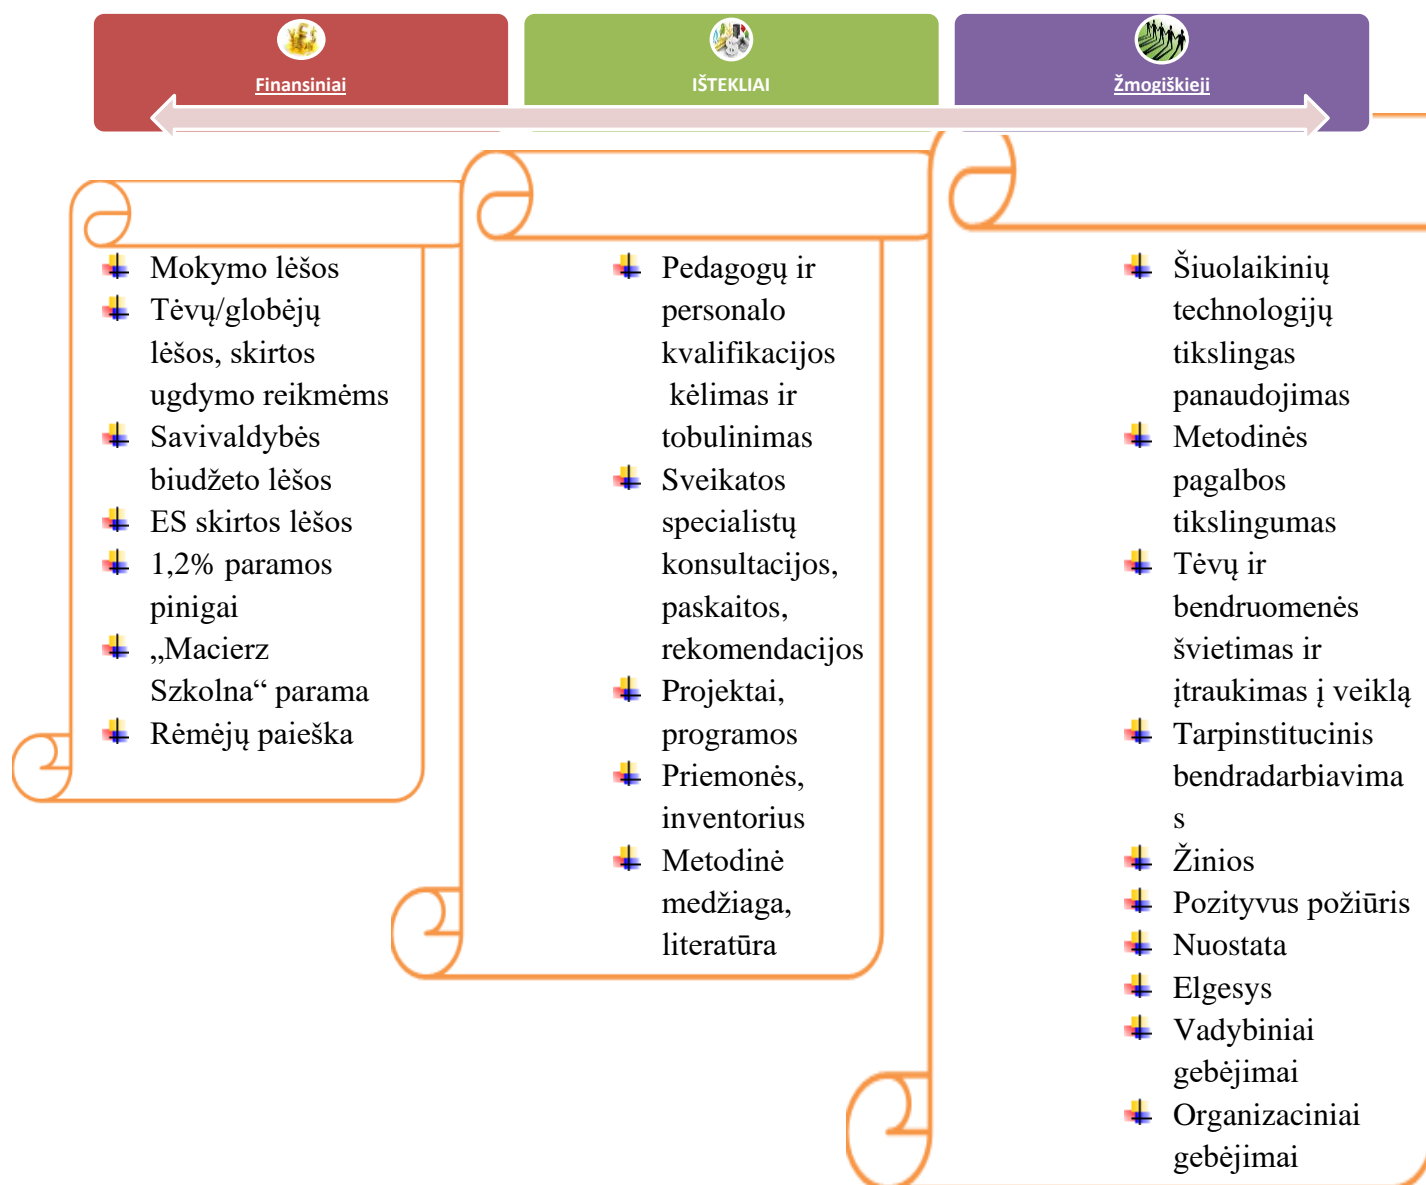 Finansiniai
IŠTEKLIAI
Žmogiškieji
Mokymo lėšos
Tėvų/globėjų
lėšos, skirtos
ugdymo reikmėms
Savivaldybės
biudžeto lėšos
ES skirtos lėšos
1,2% paramos
pinigai
„Macierz
Szkolna“ parama
Rėmėjų paieška
Pedagogų ir
personalo
kvalifikacijos
kėlimas ir
tobulinimas
Sveikatos
specialistų
konsultacijos,
paskaitos,
rekomendacijos
Projektai,
programos
Priemonės,
inventorius
Metodinė
medžiaga,
literatūra
Šiuolaikinių
technologijų
tikslingas
panaudojimas
Metodinės
pagalbos
tikslingumas
Tėvų ir
bendruomenės
švietimas ir
įtraukimas į veiklą
Tarpinstitucinis
bendradarbiavima
s
Žinios
Pozityvus požiūris
Nuostata
Elgesys
Vadybiniai
gebėjimai
Organizaciniai
gebėjimai